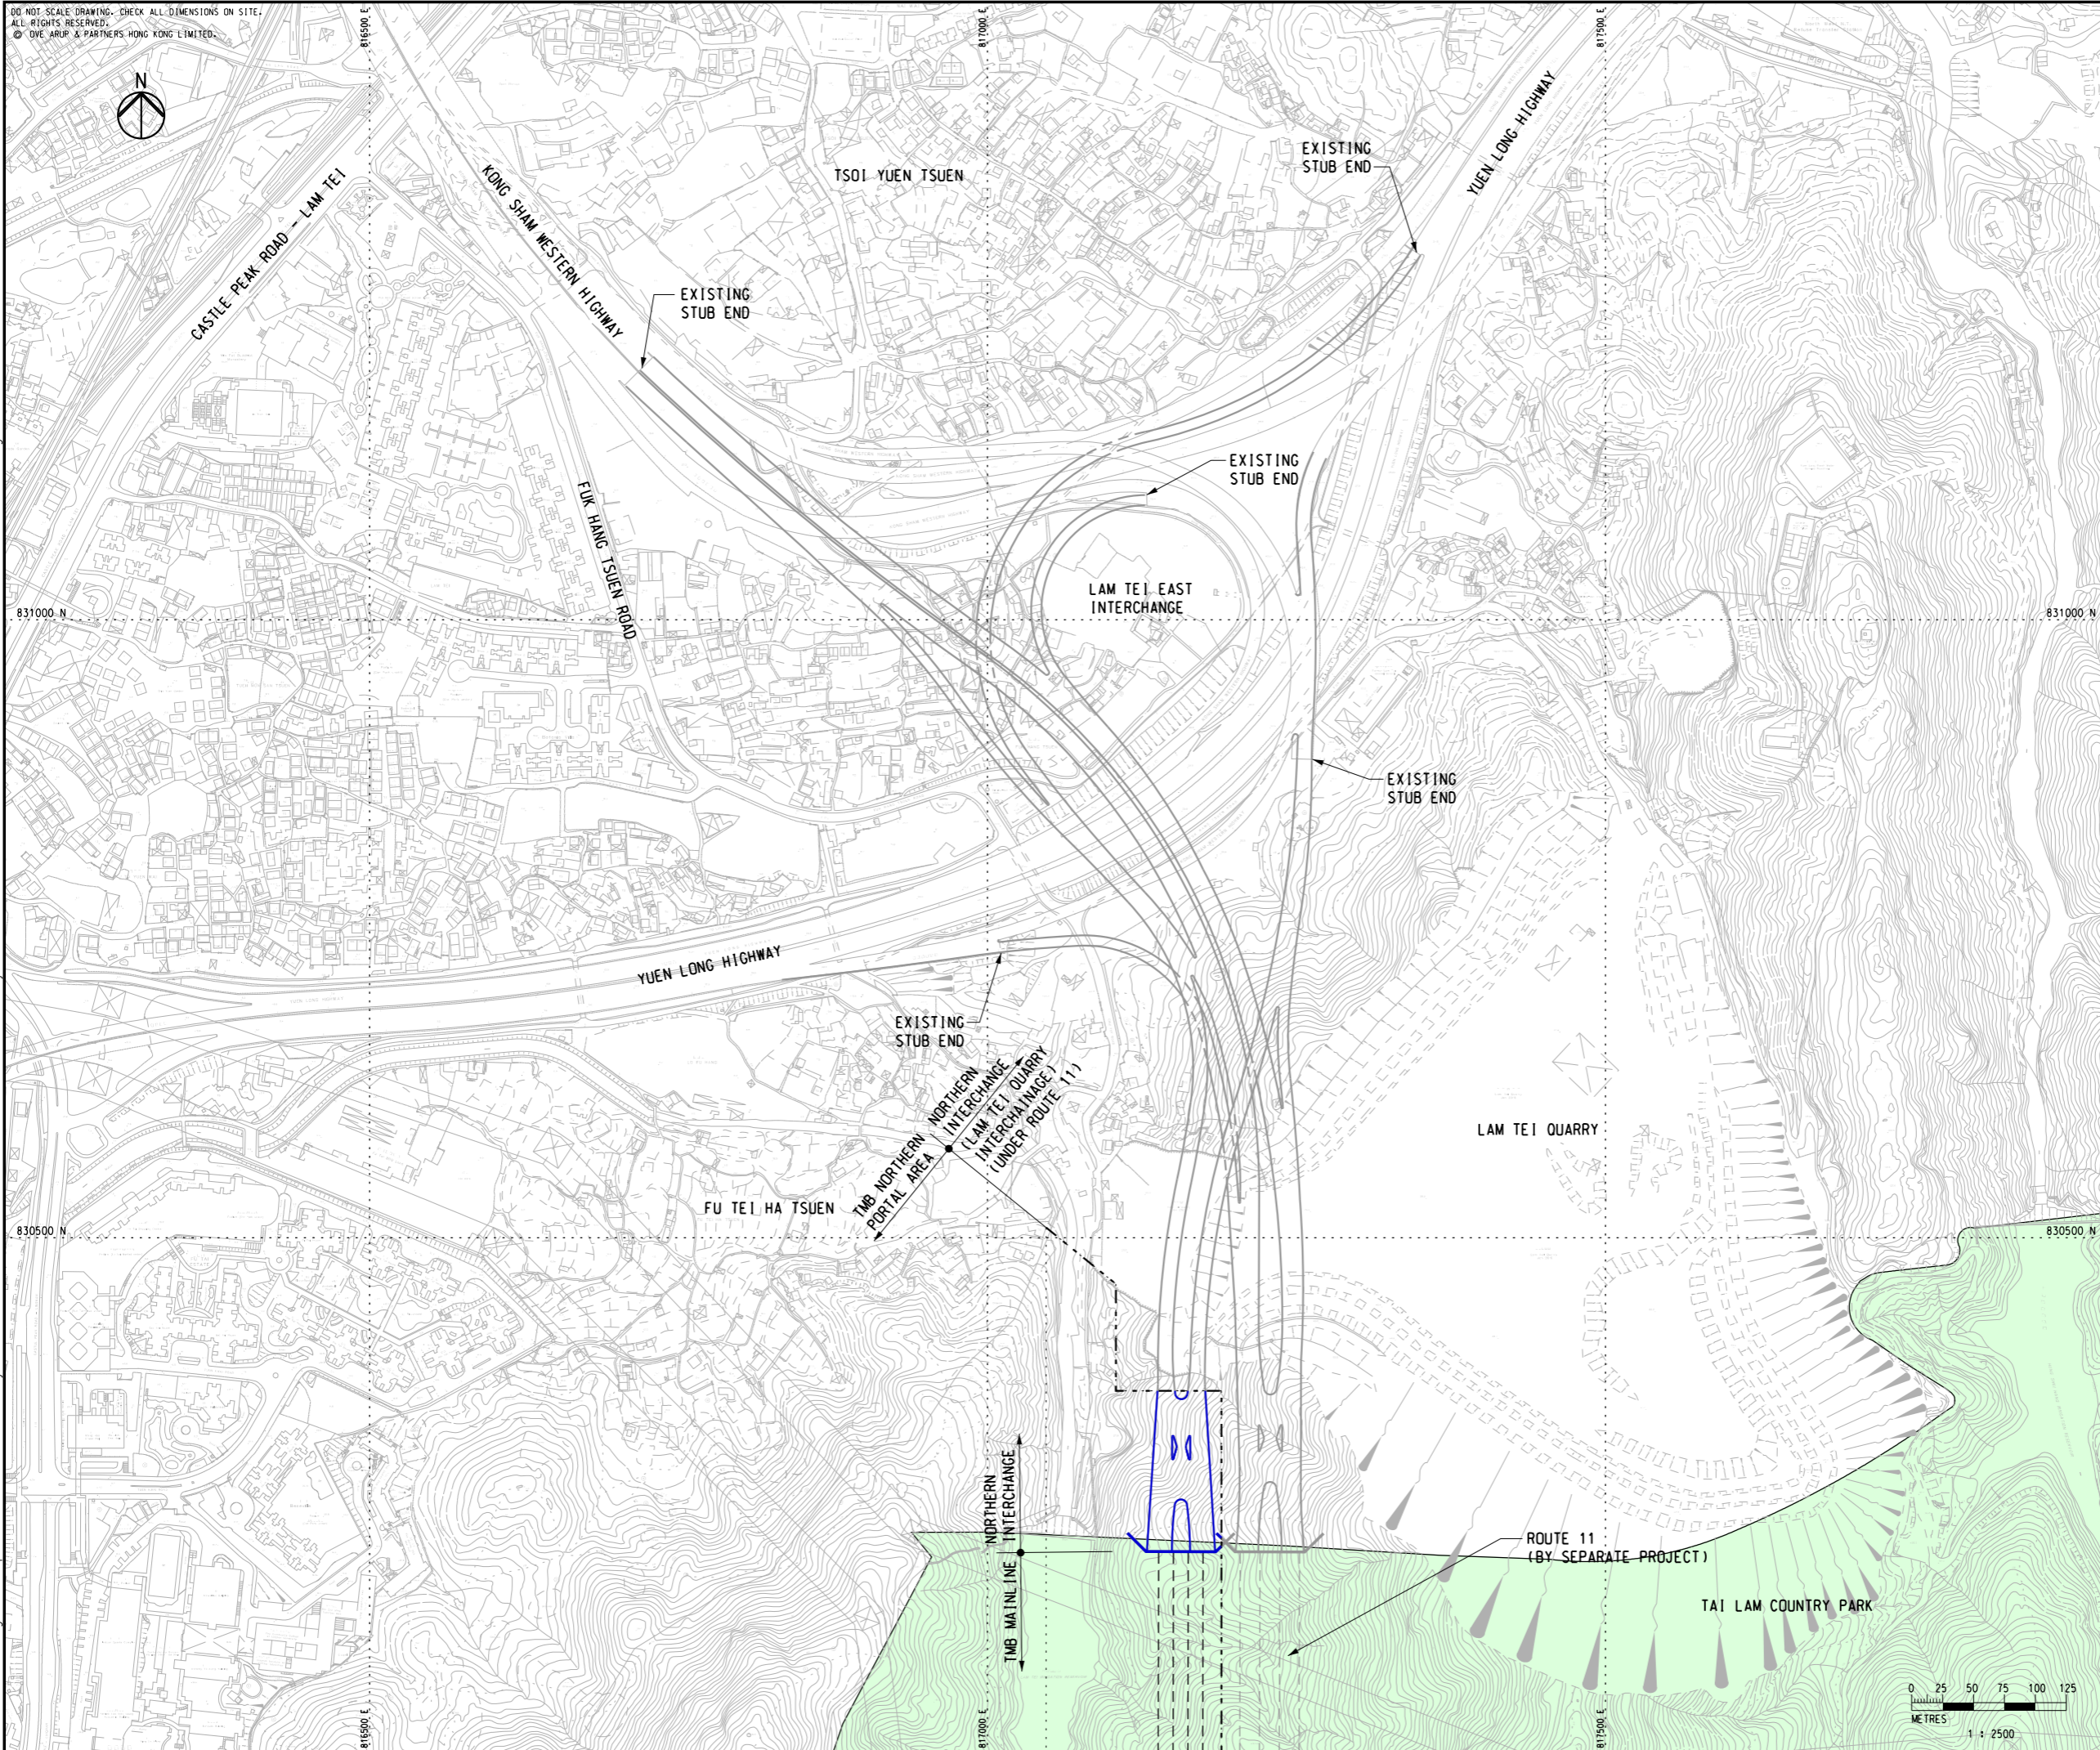 DO NOT SCALE DRAWING. CHECK ALL DIMENSIONS ON SITE.
ALL RIGHTS RESERVED.
© OVE ARUP & PARTNERS HONG KONG LIMITED.
816500 E
817000 E
817500 E
N
CASTLE PEAK ROAD - LAM TEI
KONG SHAM WESTERN HIGHWAY
TSOI YUEN TSUEN
EXISTING
STUB END
YUEN LONG HIGHWAY
EXISTING
STUB END
EXISTING
STUB END
FUK HANG TSUEN ROAD
LAM TEI EAST
INTERCHANGE
831000 N
831000 N
EXISTING
STUB END
YUEN LONG HIGHWAY
EXISTING
STUB END
NORTHERN
INTERCHANGE
(LAM TEI QUARRY
INTERCHAINAGE)
(UNDER ROUTE 11)
TMB NORTHERN
PORTAL AREA
LAM TEI QUARRY
FU TEI HA TSUEN
830500 N
830500 N
NORTHERN
INTERCHANGE
TMB MAINLINE
ROUTE 11
(BY SEPARATE PROJECT)
TAI LAM COUNTRY PARK
0 25 50 75 100 125
METRES
1 : 2500
816500 E
817000 E
817500 E